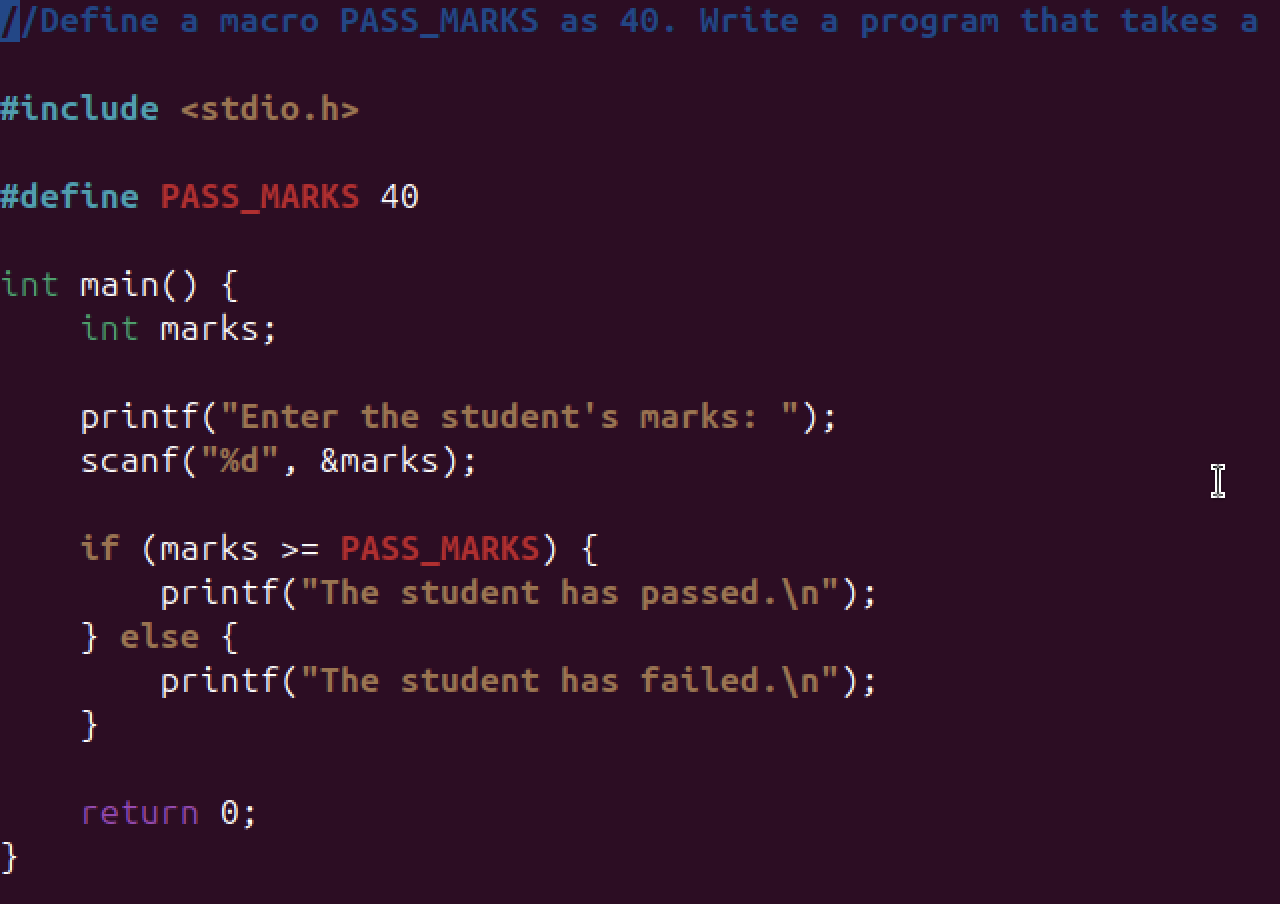 //Define a macro PASS_MARKS as 40. Write a program that takes a
#include <stdio.h>
#define PASS_MARKS 40
int main() {
    int marks;
    printf("Enter the student's marks: ");
    scanf("%d", &marks);
    if (marks >= PASS_MARKS) {
        printf("The student has passed.\n");
    } else {
        printf("The student has failed.\n");
    }
    return 0;
}